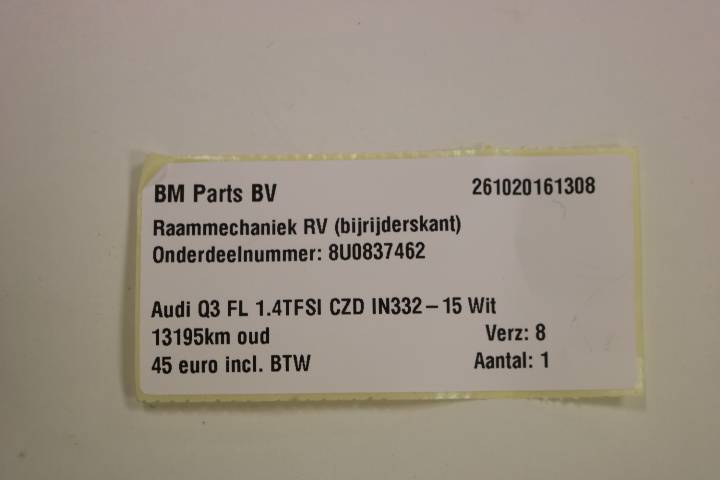 BM Parts BV 261020161308
Raammechaniek RV (bijrijderskant)
Onderdeelnummer: 8U0837462
Audi Q3 FL 1.4TFSI CZD IN332-15 Wit
13195km oud Verz: 8
45 euro incl. BTW Aantal: 1